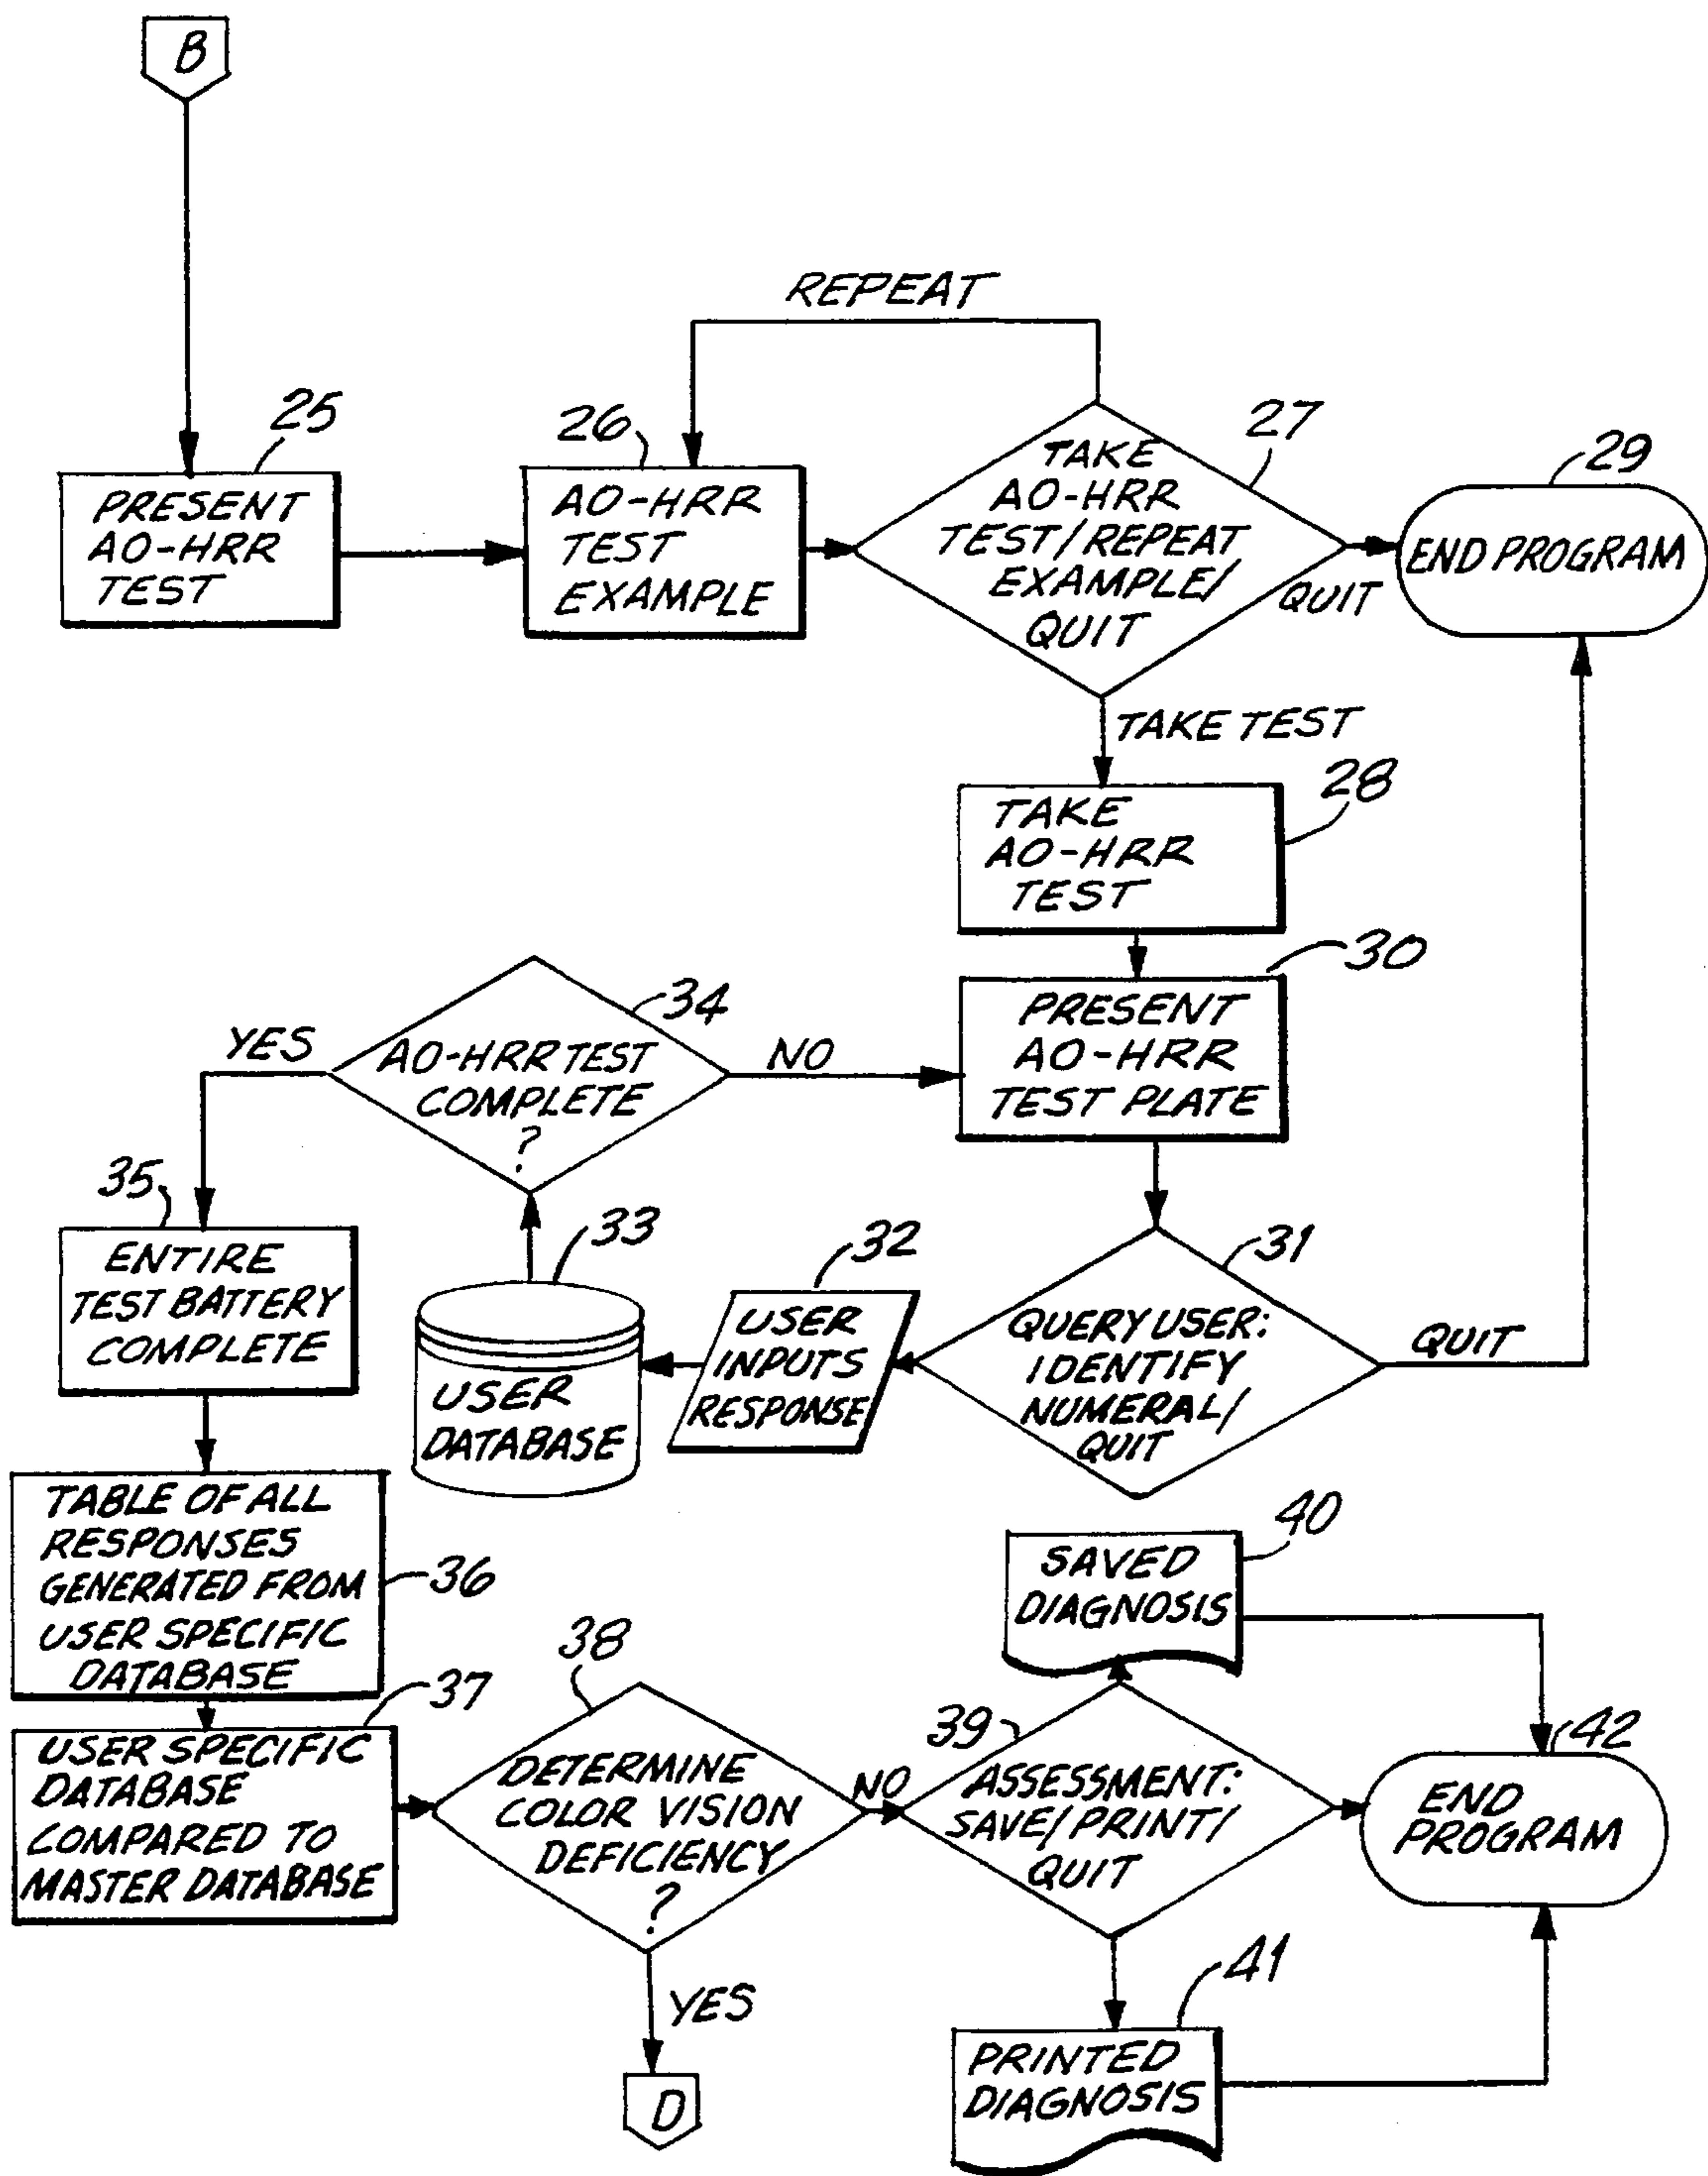 B
REPEAT
25
PRESENT
AO-HRR
TEST
26
AO-HRR
TEST
EXAMPLE
27
TAKE
AO-HRR
TEST/REPEAT
EXAMPLE/
QUIT
QUIT
29
END PROGRAM
TAKE TEST
28
TAKE
AO-HRR
TEST
30
PRESENT
AO-HRR
TEST PLATE
34
YES
AO-HRR TEST
COMPLETE
?
NO
35
ENTIRE
TEST BATTERY
COMPLETE
33
USER
DATABASE
32
USER
INPUTS
RESPONSE
31
QUERY USER:
IDENTIFY
NUMERAL/
QUIT
QUIT
TABLE OF ALL
RESPONSES
GENERATED FROM
USER SPECIFIC
DATABASE
36
40
SAVED
DIAGNOSIS
37
USER SPECIFIC
DATABASE
COMPARED TO
MASTER DATABASE
38
DETERMINE
COLOR VISION
DEFICIENCY
?
NO
39
ASSESSMENT:
SAVE/PRINT/
QUIT
42
END
PROGRAM
YES
D
41
PRINTED
DIAGNOSIS